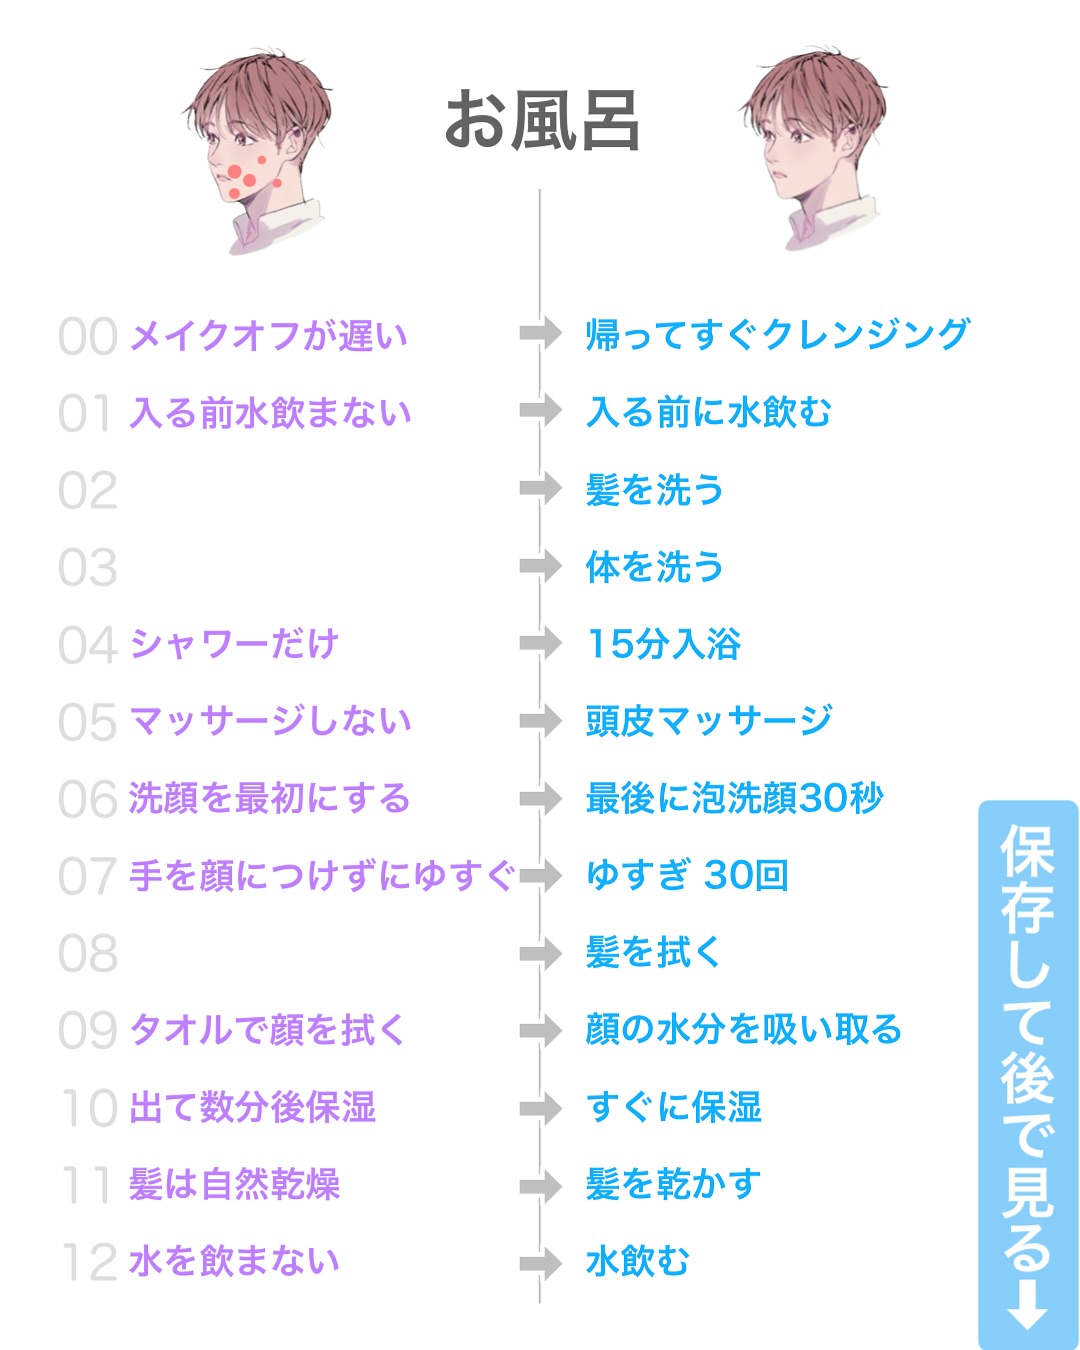 お風呂
00 メイクオフが遅い 帰ってすぐクレンジング
01 入る前水飲まない 入る前に水飲む
02 髪を洗う
03 体を洗う
04 シャワーだけ 15分入浴
05 マッサージしない 頭皮マッサージ
06 洗顔を最初にする 最後に泡洗顔30秒
07 手を顔につけずにゆすぐ ゆすぎ 30回
08 髪を拭く
09 タオルで顔を拭く 顔の水分を吸い取る
10 出て数分後保湿 すぐに保湿
11 髪は自然乾燥 髪を乾かす
12 水を飲まない 水飲む
保存して後で見る